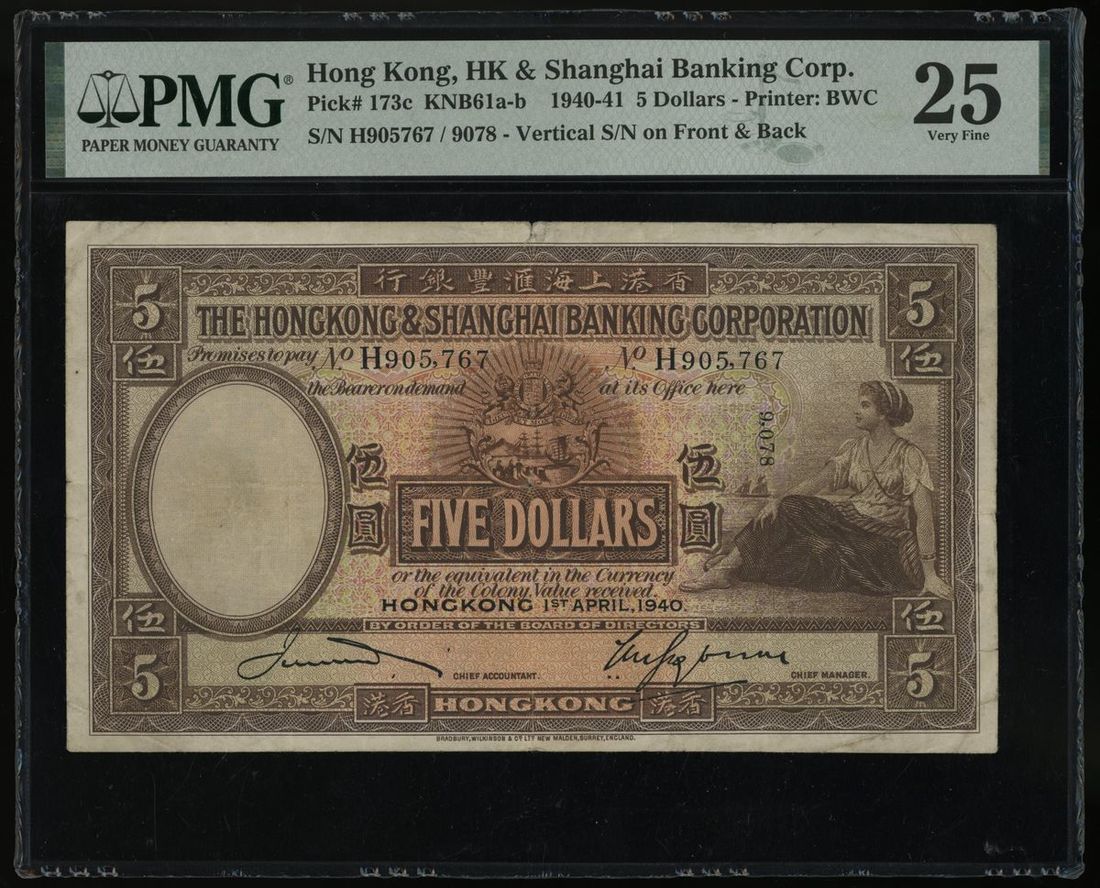 PMG®
PAPER MONEY GUARANTY
Hong Kong, HK & Shanghai Banking Corp.
Pick# 173c KNB61a-b 1940-41 5 Dollars - Printer: BWC
S/N H905767 / 9078 - Vertical S/N on Front & Back
25
Very Fine
5
行銀豐滙海上港香
5
THE HONGKONG & SHANGHAI BANKING CORPORATION
伍
Promises to pay No H905,767
No H905,767
伍
the Bearer on demand
at its Office here
9,078
伍圓
伍圓
FIVE DOLLARS
or the equivalent in the Currency
of the Colony, Value received.
HONGKONG 1ST APRIL, 1940.
伍
BY ORDER OF THE BOARD OF DIRECTORS
伍
5
CHIEF ACCOUNTANT.
CHIEF MANAGER.
5
港香
HONGKONG
港香
BRADBURY, WILKINSON & Co. LTD. NEW MALDEN, SURREY, ENGLAND.